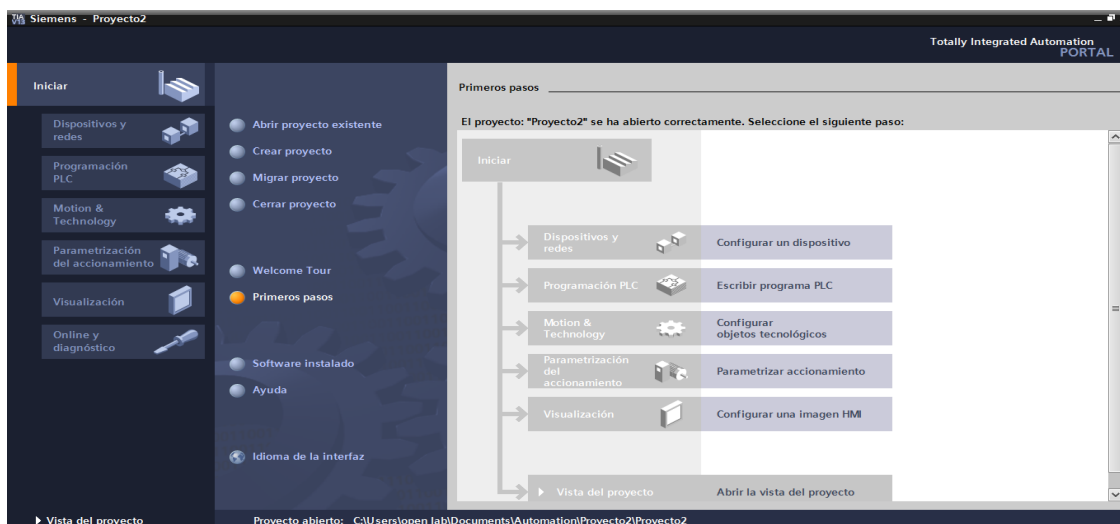 TIA
V13
Siemens - Proyecto2
Totally Integrated Automation
PORTAL
Iniciar
Dispositivos y
redes
Programación
PLC
Motion &
Technology
Parametrización
del accionamiento
Visualización
Online y
diagnóstico
Vista del proyecto
Abrir proyecto existente
Crear proyecto
Migrar proyecto
Cerrar proyecto
Welcome Tour
Primeros pasos
Software instalado
Ayuda
Idioma de la interfaz
Primeros pasos
El proyecto: "Proyecto2" se ha abierto correctamente. Seleccione el siguiente paso:
Iniciar
Dispositivos y
redes
Configurar un dispositivo
Programación PLC
Escribir programa PLC
Motion &
Technology
Configurar
objetos tecnológicos
Parametrización
del
accionamiento
Parametrizar accionamiento
Visualización
Configurar una imagen HMI
Vista del proyecto
Abrir la vista del proyecto
Proyecto abierto: C:\Users\open lab\Documents\Automation\Proyecto2\Proyecto2